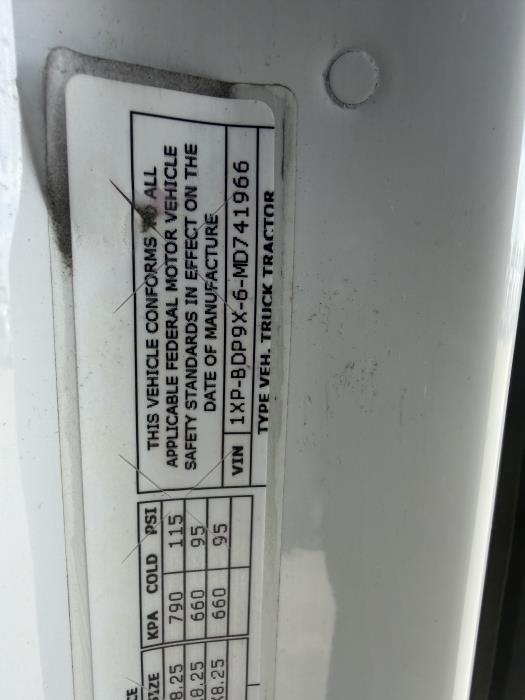 THIS VEHICLE CONFORMS TO ALL
APPLICABLE FEDERAL MOTOR VEHICLE
SAFETY STANDARDS IN EFFECT ON THE
DATE OF MANUFACTURE
VIN 1XP-BDP9X-6-MD741966
TYPE VEH. TRUCK TRACTOR
KPA COLD PSI
8.25 790 115
8.25 660 95
8.25 660 95